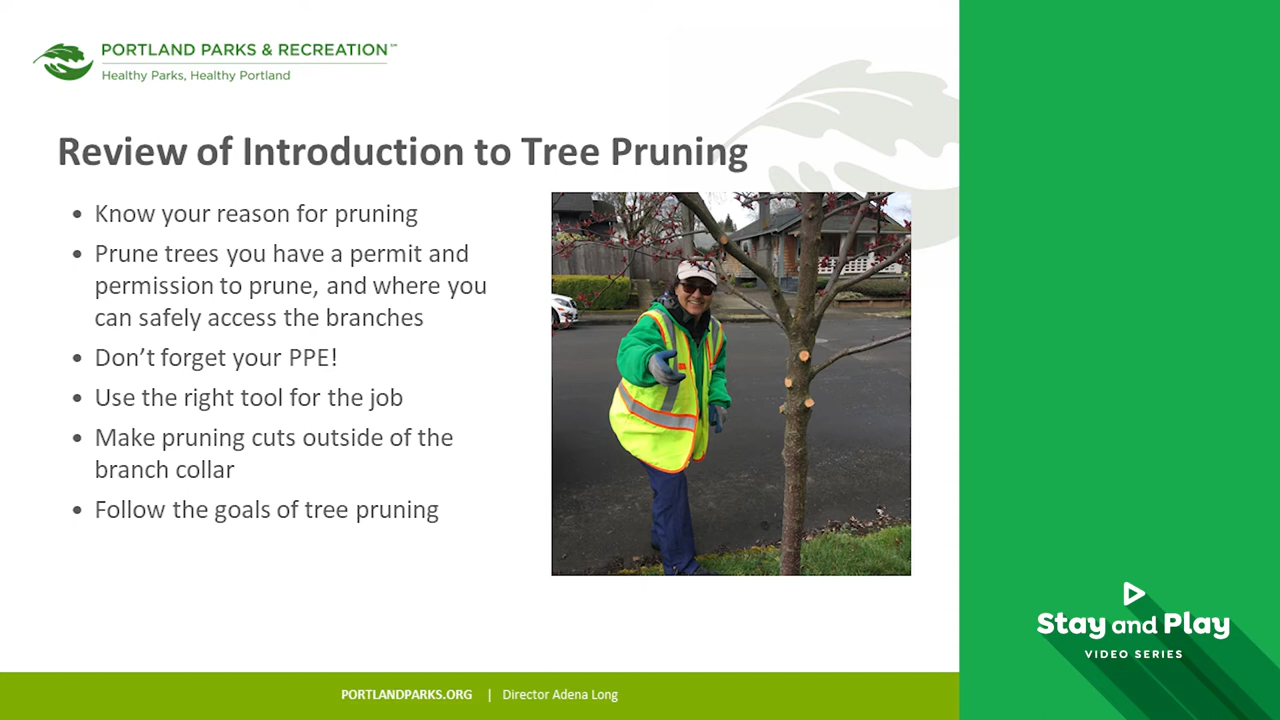 PORTLAND PARKS & RECREATION℠
Healthy Parks, Healthy Portland
Review of Introduction to Tree Pruning
• Know your reason for pruning
• Prune trees you have a permit and
permission to prune, and where you
can safely access the branches
• Don’t forget your PPE!
• Use the right tool for the job
• Make pruning cuts outside of the
branch collar
• Follow the goals of tree pruning
Stay and Play
VIDEO SERIES
PORTLANDPARKS.ORG | Director Adena Long